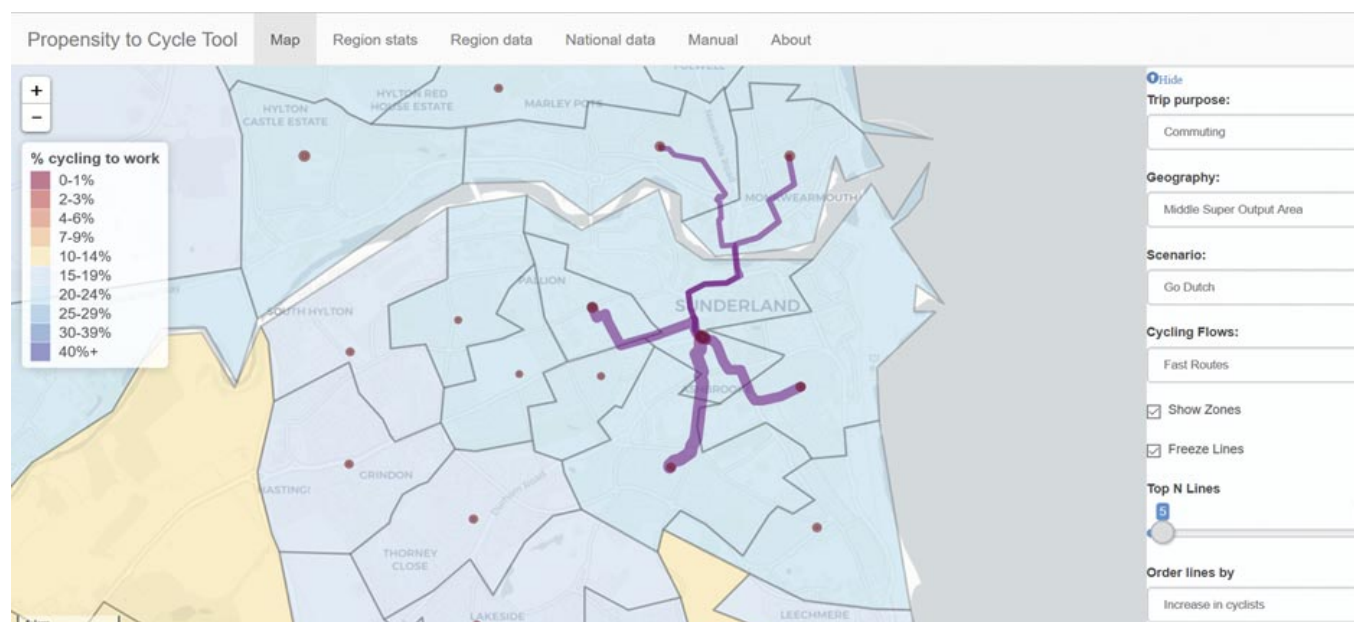 Propensity to Cycle Tool Map Region stats Region data National data Manual About
+
−
% cycling to work
0-1%
2-3%
4-6%
7-9%
10-14%
15-19%
20-24%
25-29%
30-39%
40%+
HYLTON
CASTLE ESTATE
HYLTON RED
HOUSE ESTATE
MARLEY POTS
FULWELL
MONKWEARMOUTH
PALLION
SUNDERLAND
SOUTH HYLTON
ASHBROOKE
GRINDON
HASTINGS
Durham Road
THORNEY
CLOSE
LAKESIDE
LEECHMERE
Hide
Trip purpose:
Commuting
Geography:
Middle Super Output Area
Scenario:
Go Dutch
Cycling Flows:
Fast Routes
Show Zones
Freeze Lines
Top N Lines
5
Order lines by
Increase in cyclists